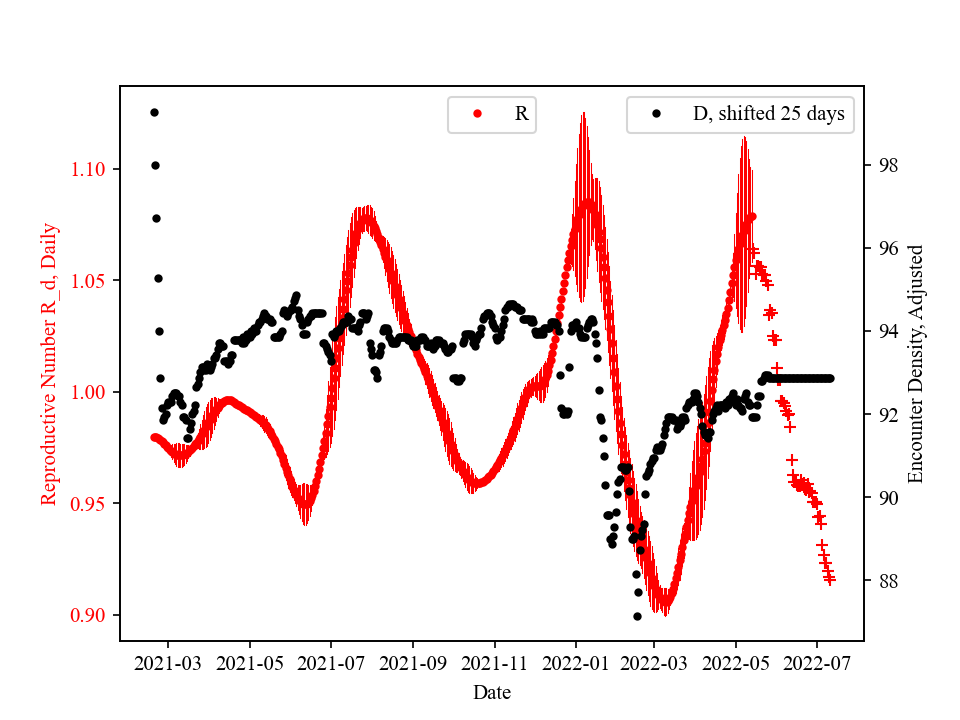 R
D, shifted 25 days
Reproductive Number R_d, Daily
1.10
1.05
1.00
0.95
0.90
98
96
94
92
90
88
Encounter Density, Adjusted
2021-03 2021-05 2021-07 2021-09 2021-11 2022-01 2022-03 2022-05 2022-07
Date